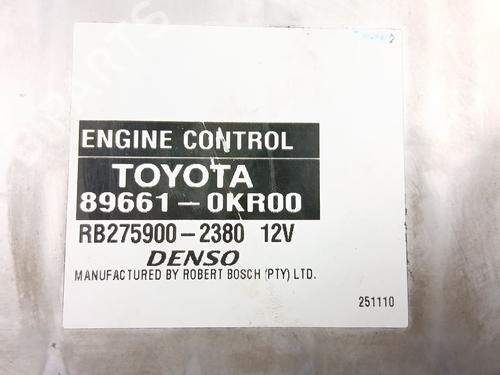 ENGINE CONTROL
TOYOTA
89661-0KR00
RB275900-2380 12V
DENSO
MANUFACTURED BY ROBERT BOSCH (PTY) LTD.
251110